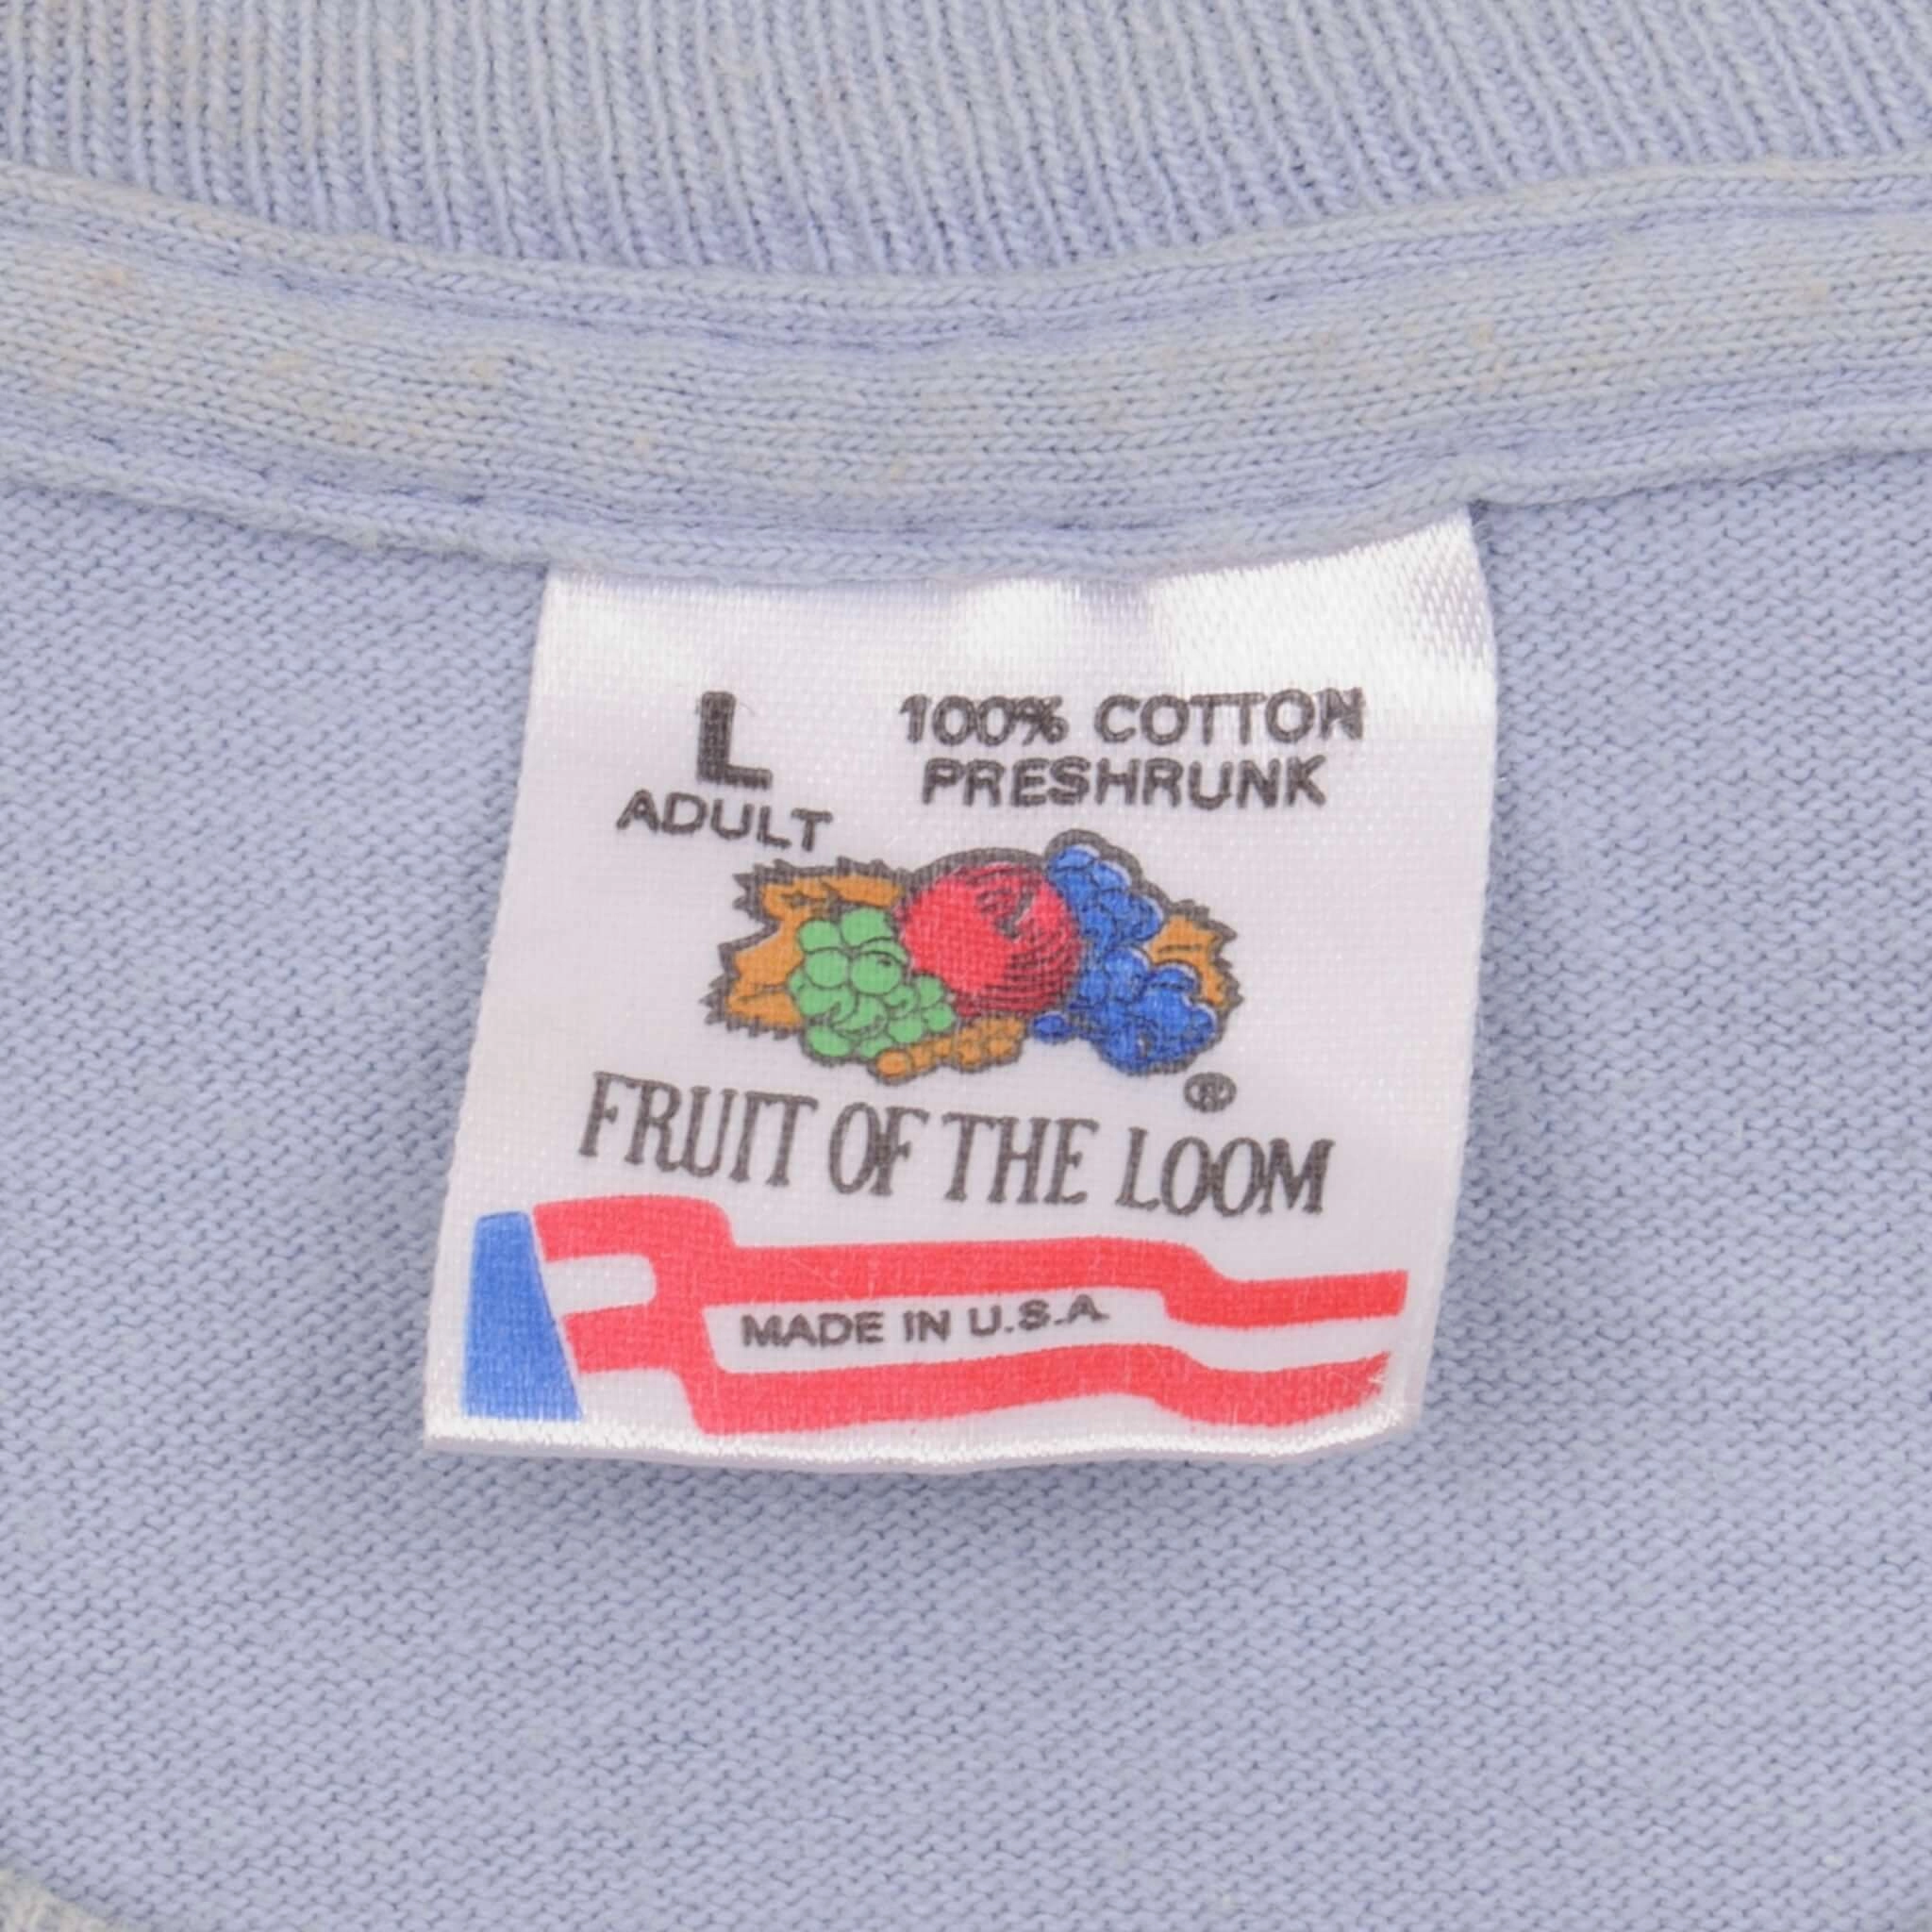 L
ADULT
100% COTTON
PRESHRUNK
®
FRUIT OF THE LOOM
MADE IN U.S.A.